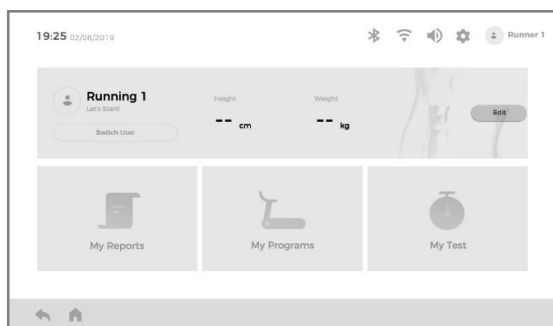 19:25 02/08/2019
Runner 1
Running 1
Let's Start!
Switch User
Height
-- cm
Weight
-- kg
Edit
My Reports
My Programs
My Test